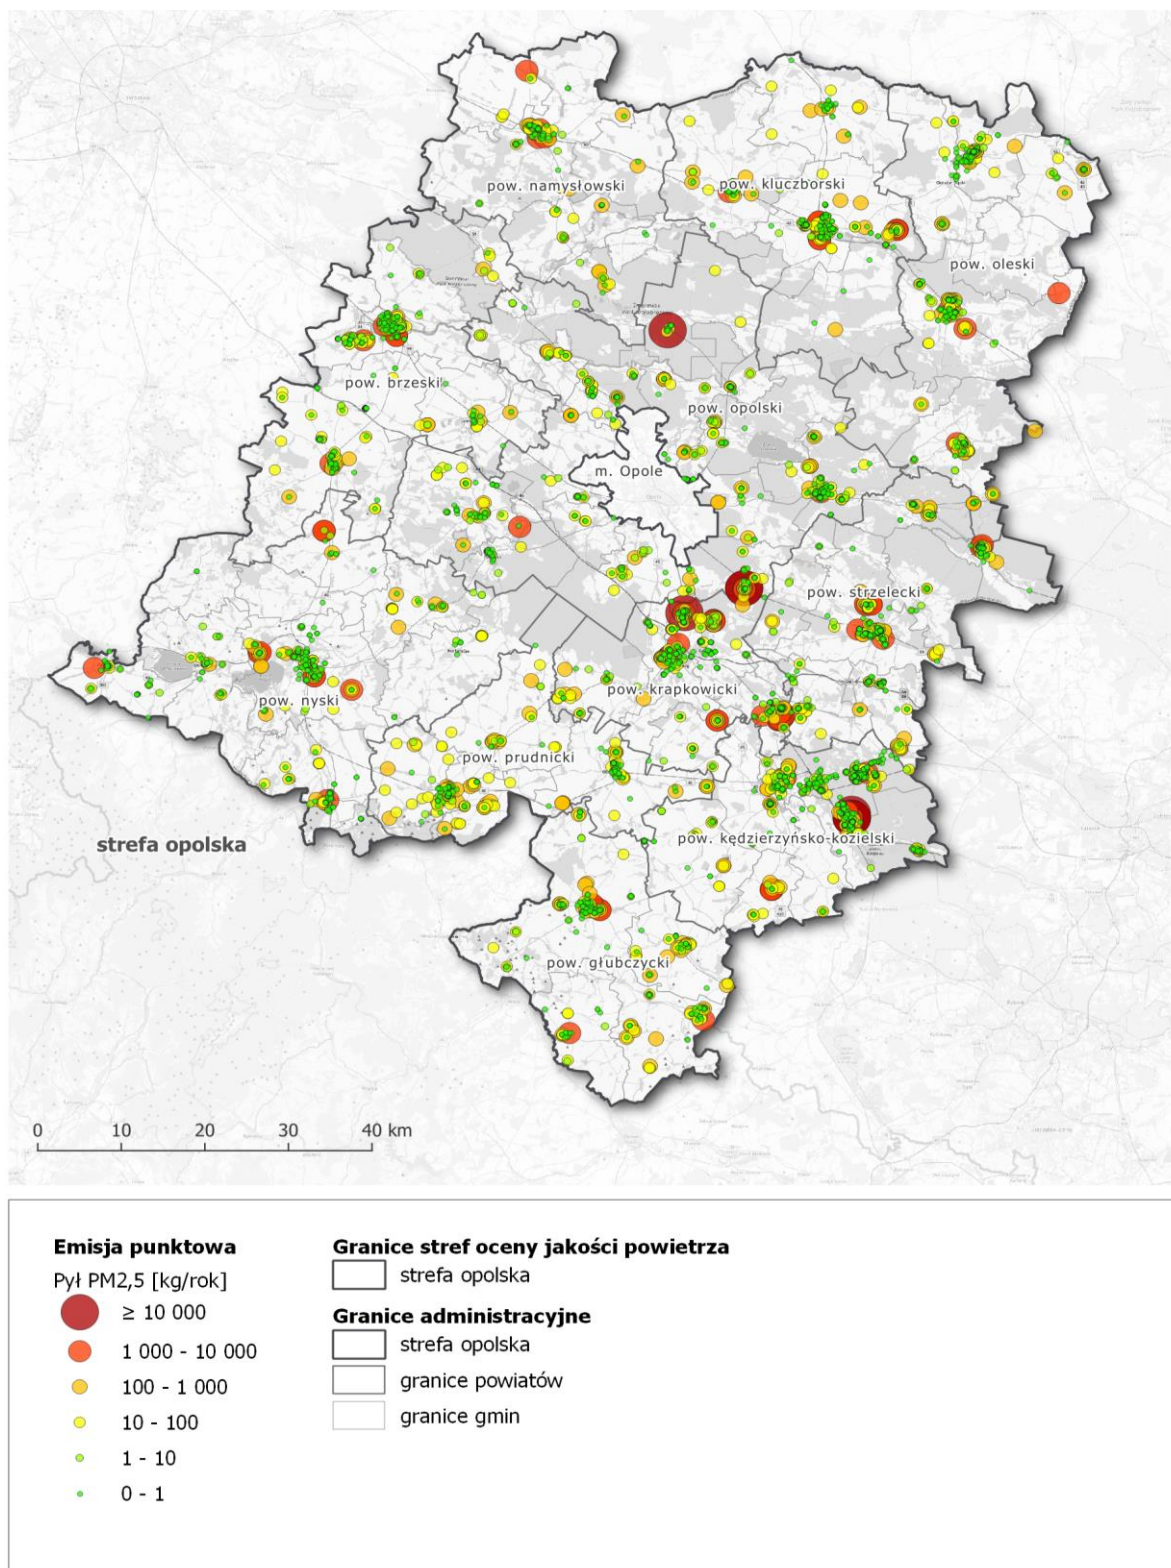 pow. namysłowski
pow. kluczborski
pow. oleski
pow. brzeski
pow. opolski
m. Opole
pow. strzelecki
pow. krapkowicki
pow. nyski
pow. prudnicki
strefa opolska
pow. kędzierzyńsko-kozielski
pow. głubczycki
0 10 20 30 40 km
Emisja punktowa
Pył PM2,5 [kg/rok]
≥ 10 000
1 000 - 10 000
100 - 1 000
10 - 100
1 - 10
0 - 1
Granice stref oceny jakości powietrza
strefa opolska
Granice administracyjne
strefa opolska
granice powiatów
granice gmin